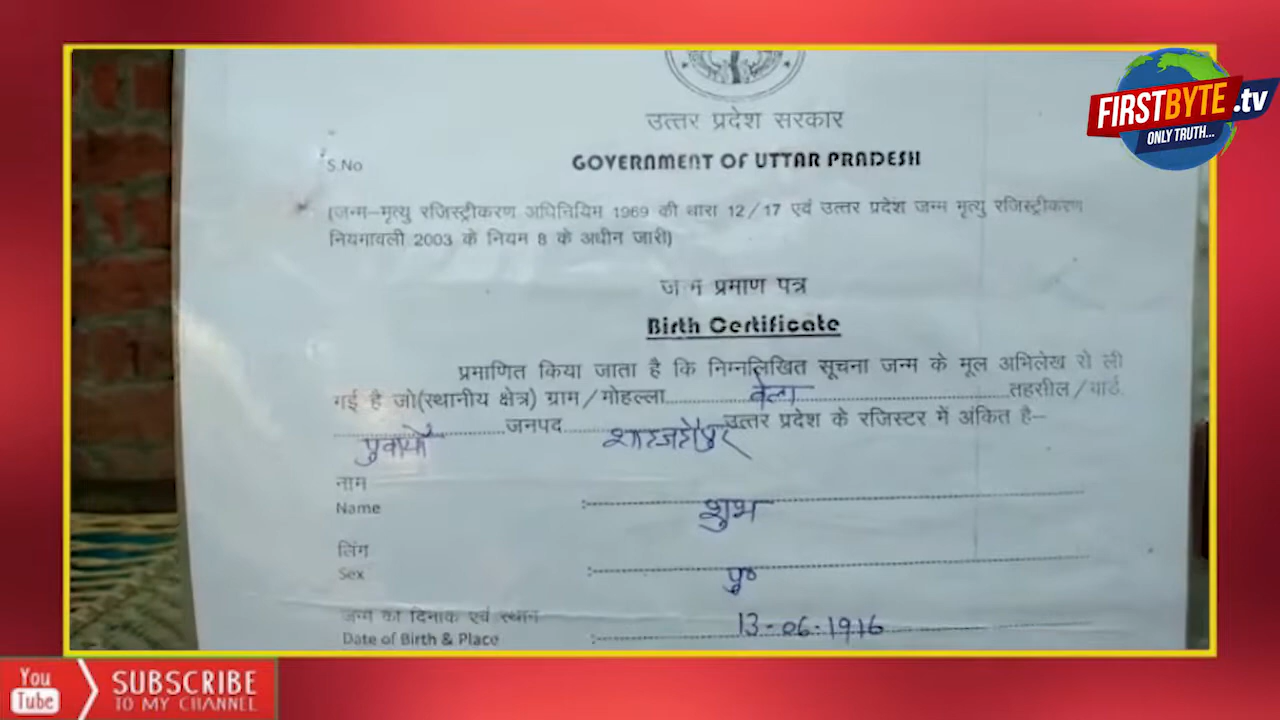 FIRSTBYTE.tv
ONLY TRUTH...
उत्तर प्रदेश सरकार
S.No
GOVERNMENT OF UTTAR PRADESH
(जन्म–मृत्यु रजिस्ट्रीकरण अधिनियिम 1969 की धारा 12/17 एवं उत्तर प्रदेश जन्म मृत्यु रजिस्ट्रीकरण
नियमावली 2003 के नियम 8 के अधीन जारी)
जन्म प्रमाण पत्र
Birth Certificate
प्रमाणित किया जाता है कि निम्नलिखित सूचना जन्म के मूल अभिलेख से ली
गई है जो(स्थानीय क्षेत्र) ग्राम/मोहल्ला बेला तहसील/वार्ड.
पुवायाँ जनपद शाहजहाँपुर उत्तर प्रदेश के रजिस्टर में अंकित है–
नाम
Name :- शुभ
लिंग
Sex :- पु०
जन्म का दिनाक एवं स्थान
Date of Birth & Place :- 13-06-1916
You Tube SUBSCRIBE
TO MY CHANNEL